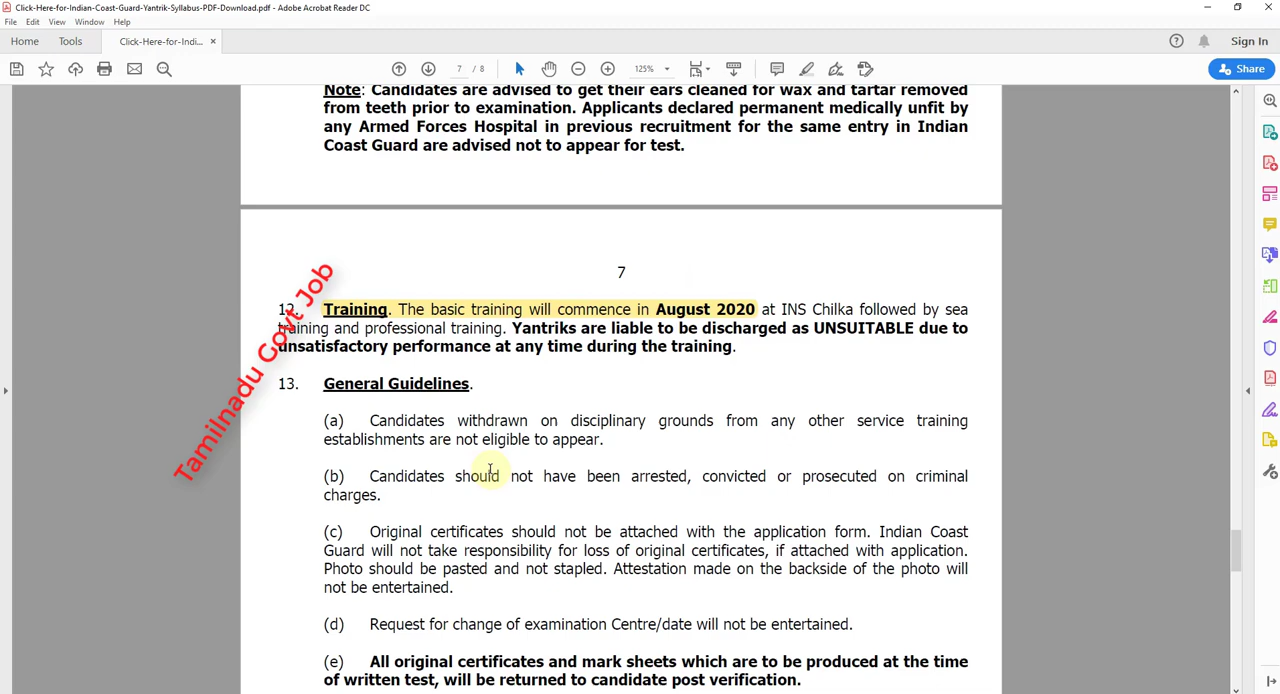 Click-Here-for-Indian-Coast-Guard-Yantrik-Syllabus-PDF-Download.pdf - Adobe Acrobat Reader DC
File Edit View Window Help
Home Tools Click-Here-for-Indi... × Sign In
7 / 8 125% Share
Note: Candidates are advised to get their ears cleaned for wax and tartar removed
from teeth prior to examination. Applicants declared permanent medically unfit by
any Armed Forces Hospital in previous recruitment for the same entry in Indian
Coast Guard are advised not to appear for test.
7
12. Training. The basic training will commence in August 2020 at INS Chilka followed by sea
training and professional training. Yantriks are liable to be discharged as UNSUITABLE due to
unsatisfactory performance at any time during the training.
13. General Guidelines.
(a) Candidates withdrawn on disciplinary grounds from any other service training
establishments are not eligible to appear.
(b) Candidates should not have been arrested, convicted or prosecuted on criminal
charges.
(c) Original certificates should not be attached with the application form. Indian Coast
Guard will not take responsibility for loss of original certificates, if attached with application.
Photo should be pasted and not stapled. Attestation made on the backside of the photo will
not be entertained.
(d) Request for change of examination Centre/date will not be entertained.
(e) All original certificates and mark sheets which are to be produced at the time
of written test, will be returned to candidate post verification.
Tamilnadu Govt Job